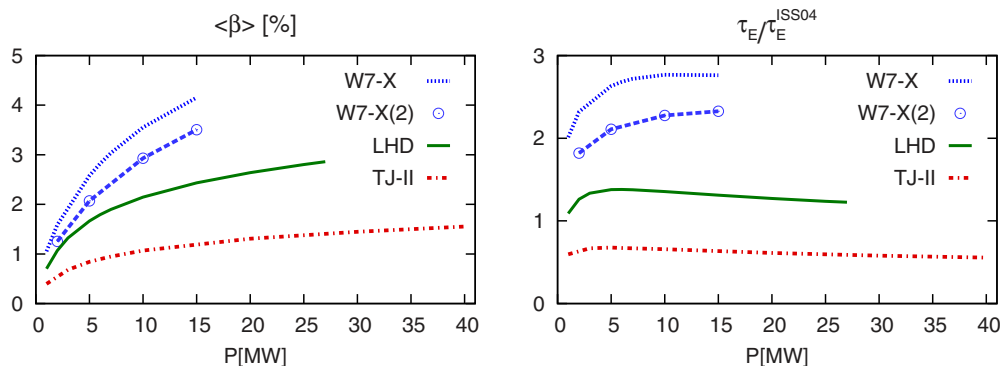 <β> [%]
5
4
3
2
1
0
W7-X
W7-X(2)
LHD
TJ-II
0 5 10 15 20 25 30 35 40
P[MW]
τE/τE^ISS04
3
2
1
0
W7-X
W7-X(2)
LHD
TJ-II
0 5 10 15 20 25 30 35 40
P[MW]